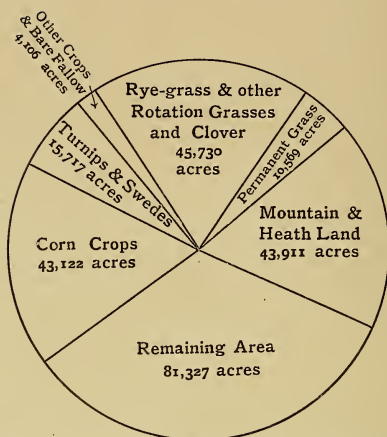 Other Crops
& Bare Fallow
4,106 acres
Rye-grass & other
Rotation Grasses
and Clover
45,730
acres
Permanent Grass
10,569 acres
Turnips & Swedes
15,717 acres
Mountain &
Heath Land
43,911 acres
Corn Crops
43,122 acres
Remaining Area
81,327 acres